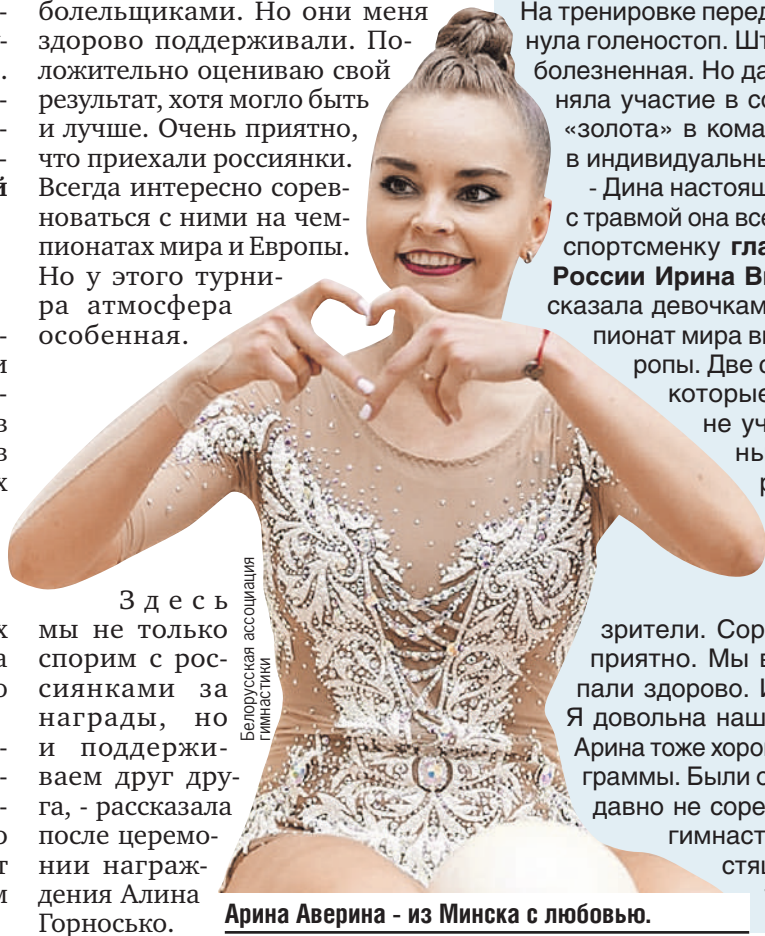 болельщиками. Но они меня
здорово поддерживали. По-
ложительно оцениваю свой
результат, хотя могло быть
и лучше. Очень приятно,
что приехали россиянки.
Всегда интересно сорев-
новаться с ними на чем-
пионатах мира и Европы.
Но у этого турни-
ра атмосфера
особенная.
Здесь
мы не только
спорим с рос-
сиянками за
награды, но
и поддержи-
ваем друг дру-
га, - рассказала
после церемо-
нии награж-
дения Алина
Горносько.
Белорусская ассоциация
гимнастики
Арина Аверина - из Минска с любовью.
На тренировке перед
нула голеностоп. Шт
болезненная. Но да
няла участие в со
«золота» в кома
в индивидуальны
- Дина настоящ
с травмой она все
спортсменку гла
России Ирина Ви
сказала девочкам
пионат мира вы
ропы. Две с
которые
не уч
ны
р
зрители. Сор
приятно. Мы в
пали здорово. И
Я довольна наш
Арина тоже хорош
граммы. Были с
давно не соре
гимнаст
стящ